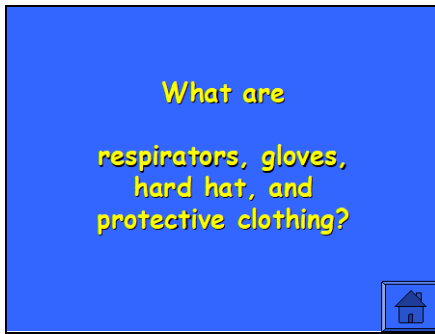 What are
respirators, gloves,
hard hat, and
protective clothing?